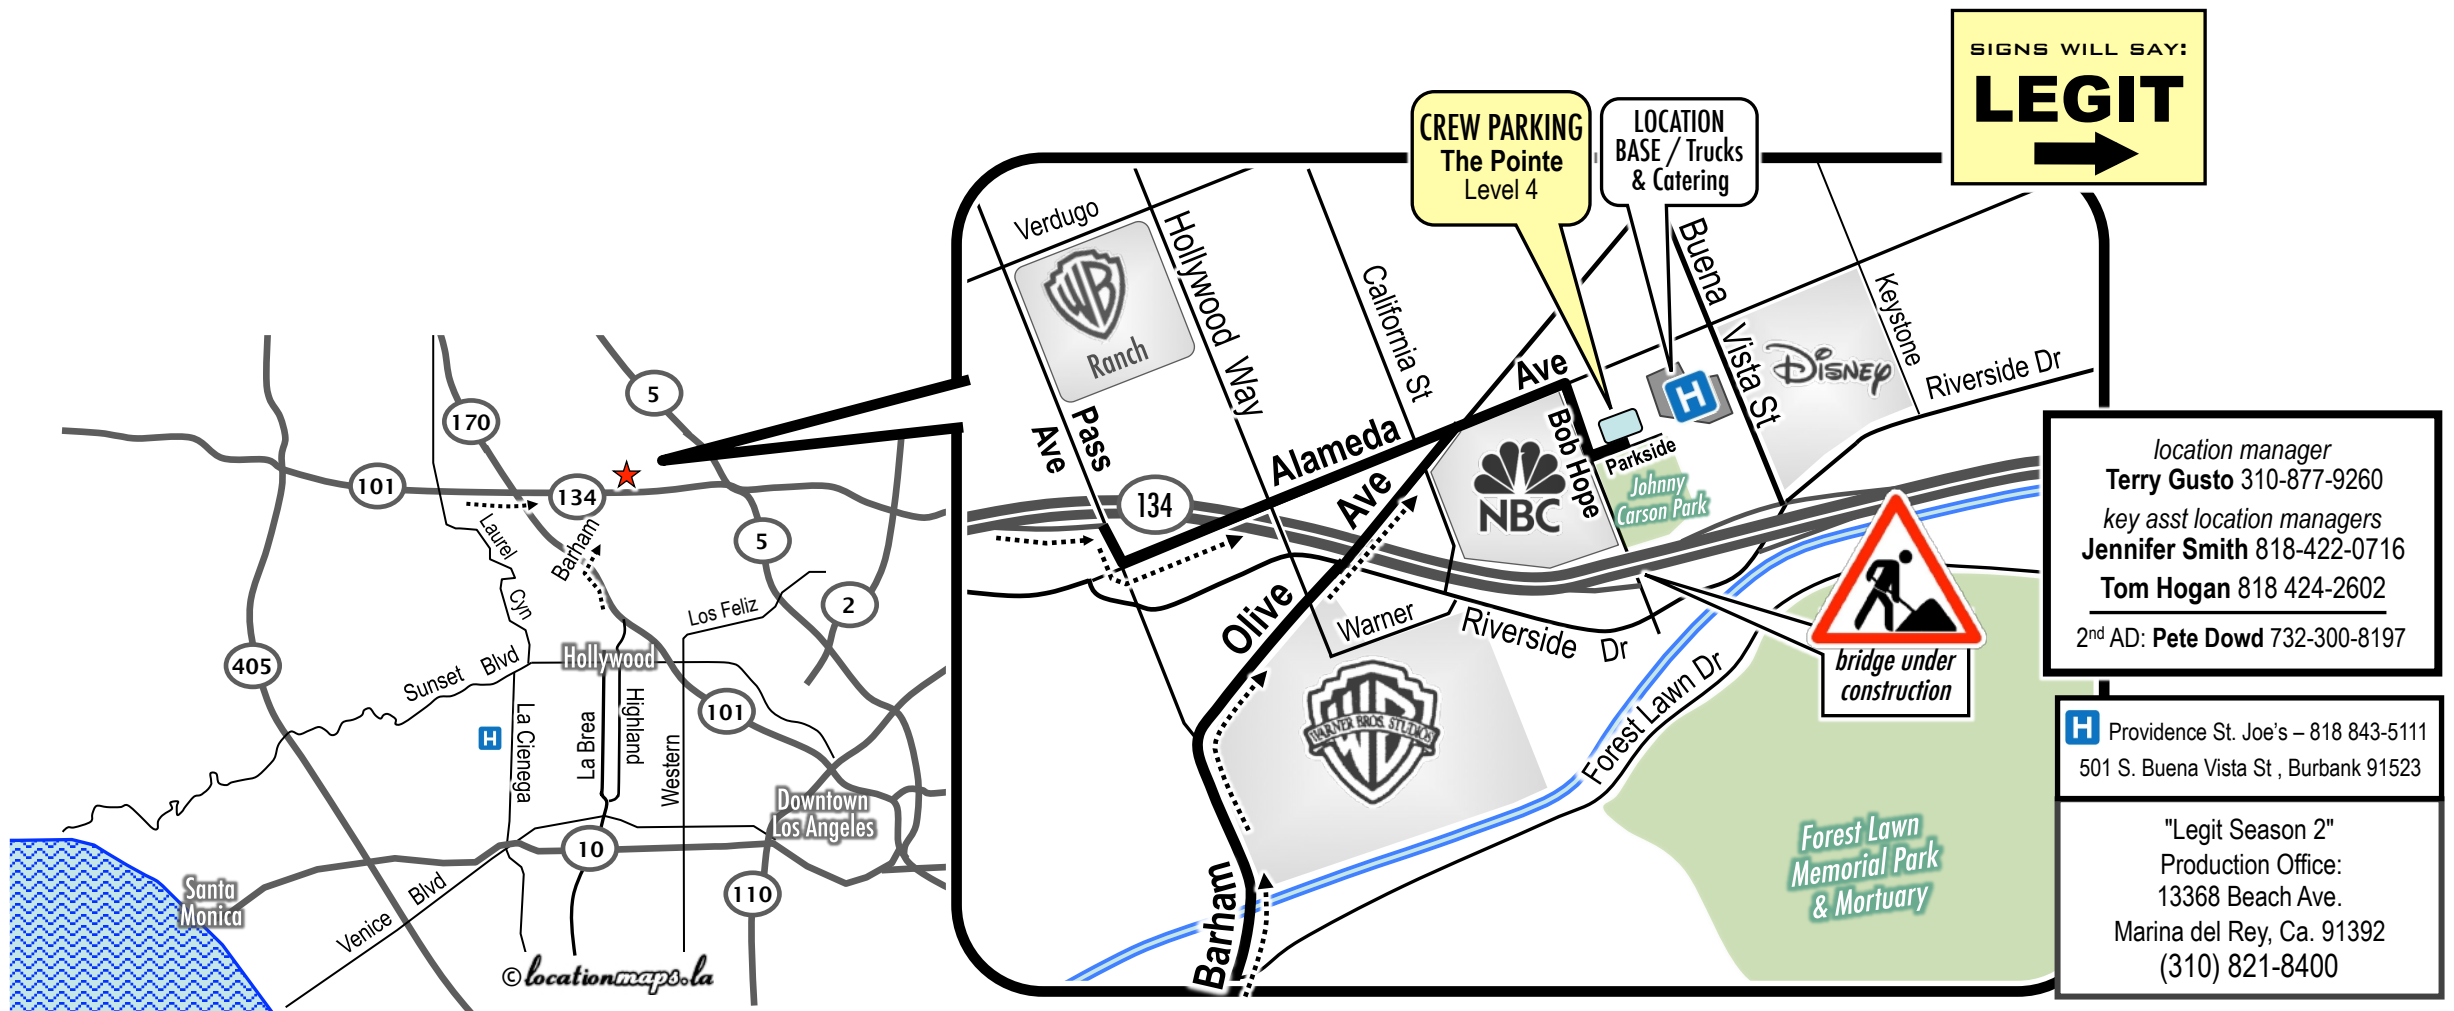 SIGNS WILL SAY:
LEGIT
CREW PARKING
The Pointe
Level 4
LOCATION
BASE / Trucks
& Catering
Verdugo
Hollywood Way
California St
Buena Vista St
Keystone
Riverside Dr
WB
Ranch
Pass
Ave
Alameda
Ave
Bob Hope
Parkside
Johnny
Carson Park
NBC
DISNEY
H
134
Olive
Ave
Warner
Riverside Dr
WARNER BROS. STUDIOS
Forest Lawn Dr
Barham
Forest Lawn
Memorial Park
& Mortuary
bridge under
construction
5
170
101
134
5
2
405
101
10
110
Laurel
Cyn
Barham
Los Feliz
Hollywood
Sunset Blvd
La Cienega
La Brea
Highland
Western
H
Downtown
Los Angeles
Santa
Monica
Venice Blvd
© locationmaps.la
location manager
Terry Gusto 310-877-9260
key asst location managers
Jennifer Smith 818-422-0716
Tom Hogan 818 424-2602
2nd AD: Pete Dowd 732-300-8197
H Providence St. Joe's – 818 843-5111
501 S. Buena Vista St , Burbank 91523
"Legit Season 2"
Production Office:
13368 Beach Ave.
Marina del Rey, Ca. 91392
(310) 821-8400